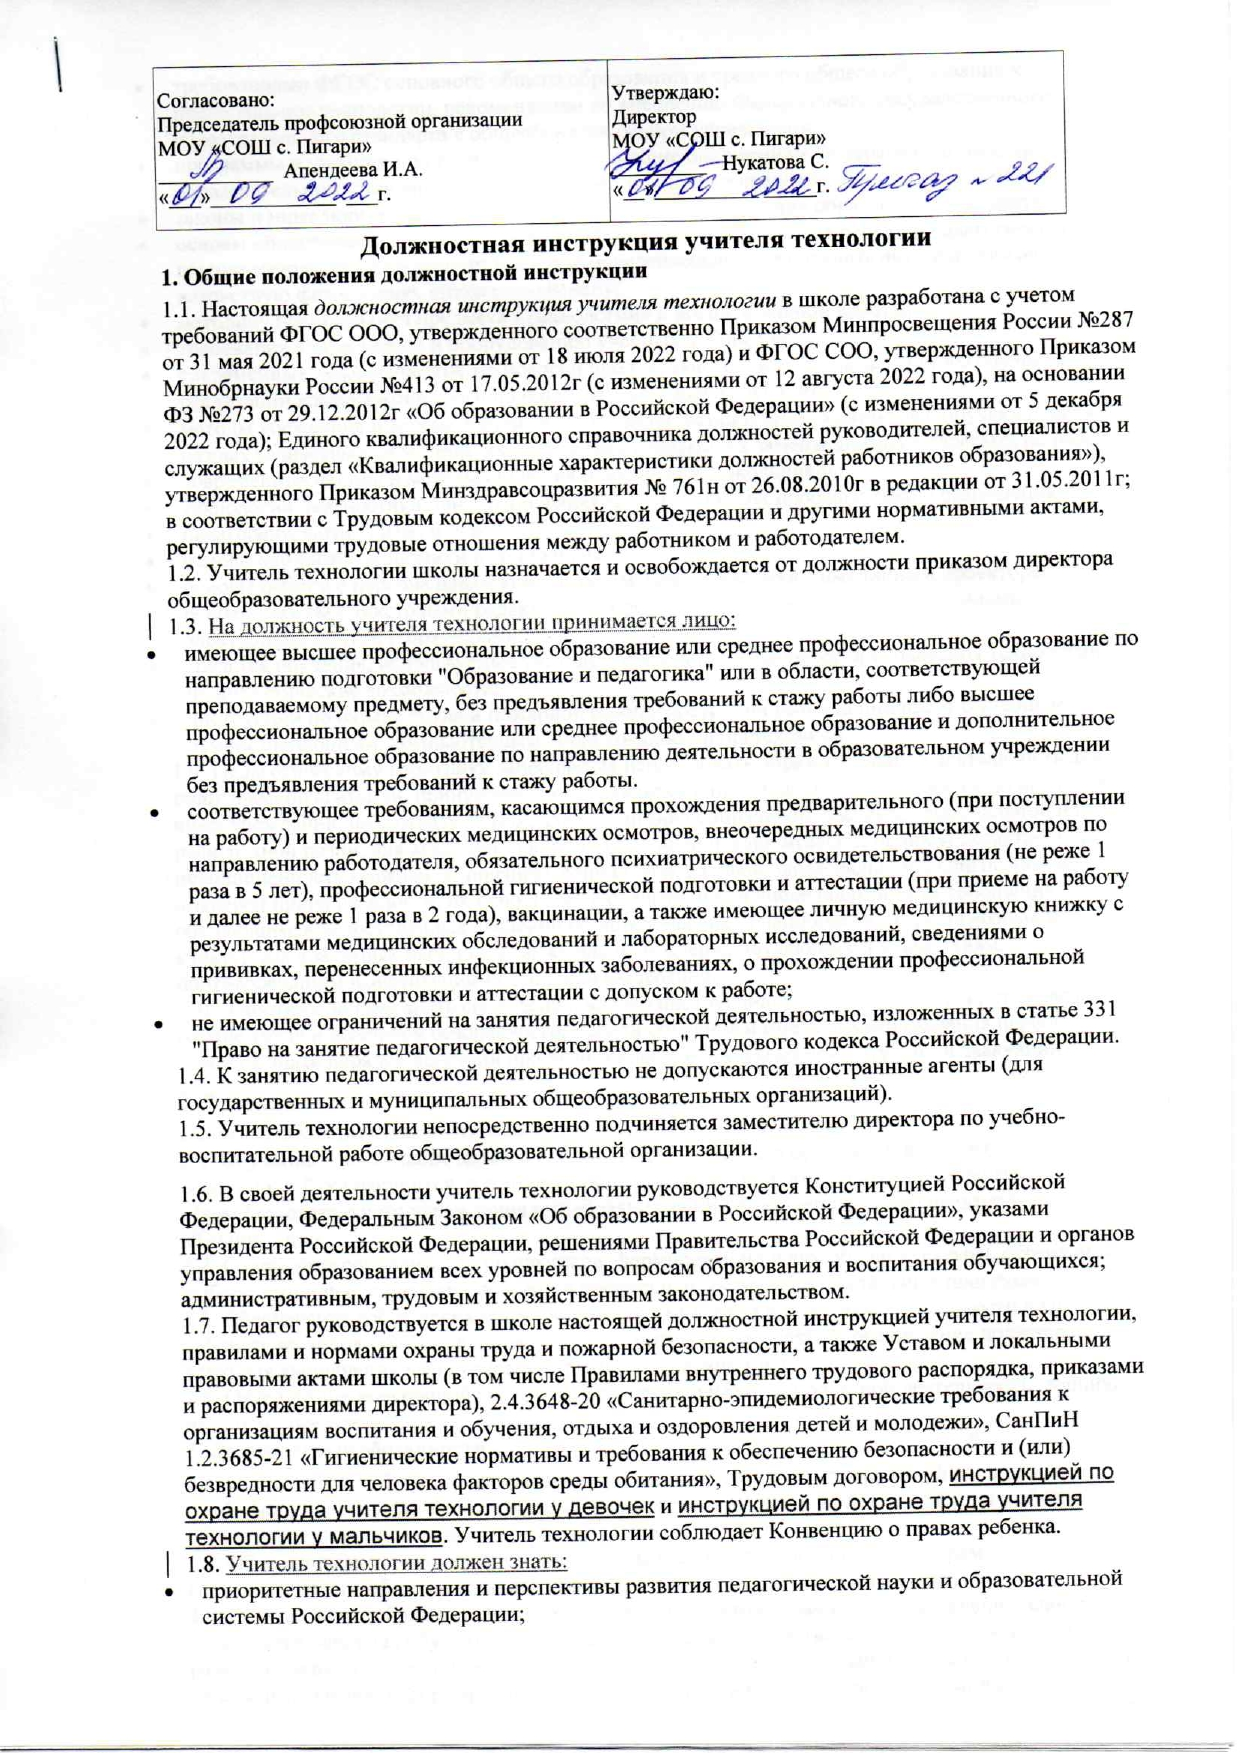 Согласовано:
Председатель профсоюзной организации
МОУ «СОШ с. Пигари»
Апендеева И.А.
«01» 09 2022 г.
Утверждаю:
Директор
МОУ «СОШ с. Пигари»
Нукатова С.
«01» 09 2022 г. Приказ № 221
Должностная инструкция учителя технологии
1. Общие положения должностной инструкции
1.1. Настоящая должностная инструкция учителя технологии в школе разработана с учетом
требований ФГОС ООО, утвержденного соответственно Приказом Минпросвещения России №287
от 31 мая 2021 года (с изменениями от 18 июля 2022 года) и ФГОС СОО, утвержденного Приказом
Минобрнауки России №413 от 17.05.2012г (с изменениями от 12 августа 2022 года), на основании
ФЗ №273 от 29.12.2012г «Об образовании в Российской Федерации» (с изменениями от 5 декабря
2022 года); Единого квалификационного справочника должностей руководителей, специалистов и
служащих (раздел «Квалификационные характеристики должностей работников образования»),
утвержденного Приказом Минздравсоцразвития № 761н от 26.08.2010г в редакции от 31.05.2011г;
в соответствии с Трудовым кодексом Российской Федерации и другими нормативными актами,
регулирующими трудовые отношения между работником и работодателем.
1.2. Учитель технологии школы назначается и освобождается от должности приказом директора
общеобразовательного учреждения.
1.3. На должность учителя технологии принимается лицо:
• имеющее высшее профессиональное образование или среднее профессиональное образование по
направлению подготовки "Образование и педагогика" или в области, соответствующей
преподаваемому предмету, без предъявления требований к стажу работы либо высшее
профессиональное образование или среднее профессиональное образование и дополнительное
профессиональное образование по направлению деятельности в образовательном учреждении
без предъявления требований к стажу работы.
• соответствующее требованиям, касающимся прохождения предварительного (при поступлении
на работу) и периодических медицинских осмотров, внеочередных медицинских осмотров по
направлению работодателя, обязательного психиатрического освидетельствования (не реже 1
раза в 5 лет), профессиональной гигиенической подготовки и аттестации (при приеме на работу
и далее не реже 1 раза в 2 года), вакцинации, а также имеющее личную медицинскую книжку с
результатами медицинских обследований и лабораторных исследований, сведениями о
прививках, перенесенных инфекционных заболеваниях, о прохождении профессиональной
гигиенической подготовки и аттестации с допуском к работе;
• не имеющее ограничений на занятия педагогической деятельностью, изложенных в статье 331
"Право на занятие педагогической деятельностью" Трудового кодекса Российской Федерации.
1.4. К занятию педагогической деятельностью не допускаются иностранные агенты (для
государственных и муниципальных общеобразовательных организаций).
1.5. Учитель технологии непосредственно подчиняется заместителю директора по учебно-
воспитательной работе общеобразовательной организации.
1.6. В своей деятельности учитель технологии руководствуется Конституцией Российской
Федерации, Федеральным Законом «Об образовании в Российской Федерации», указами
Президента Российской Федерации, решениями Правительства Российской Федерации и органов
управления образованием всех уровней по вопросам образования и воспитания обучающихся;
административным, трудовым и хозяйственным законодательством.
1.7. Педагог руководствуется в школе настоящей должностной инструкцией учителя технологии,
правилами и нормами охраны труда и пожарной безопасности, а также Уставом и локальными
правовыми актами школы (в том числе Правилами внутреннего трудового распорядка, приказами
и распоряжениями директора), 2.4.3648-20 «Санитарно-эпидемиологические требования к
организациям воспитания и обучения, отдыха и оздоровления детей и молодежи», СанПиН
1.2.3685-21 «Гигиенические нормативы и требования к обеспечению безопасности и (или)
безвредности для человека факторов среды обитания», Трудовым договором, инструкцией по
охране труда учителя технологии у девочек и инструкцией по охране труда учителя
технологии у мальчиков. Учитель технологии соблюдает Конвенцию о правах ребенка.
1.8. Учитель технологии должен знать:
• приоритетные направления и перспективы развития педагогической науки и образовательной
системы Российской Федерации;